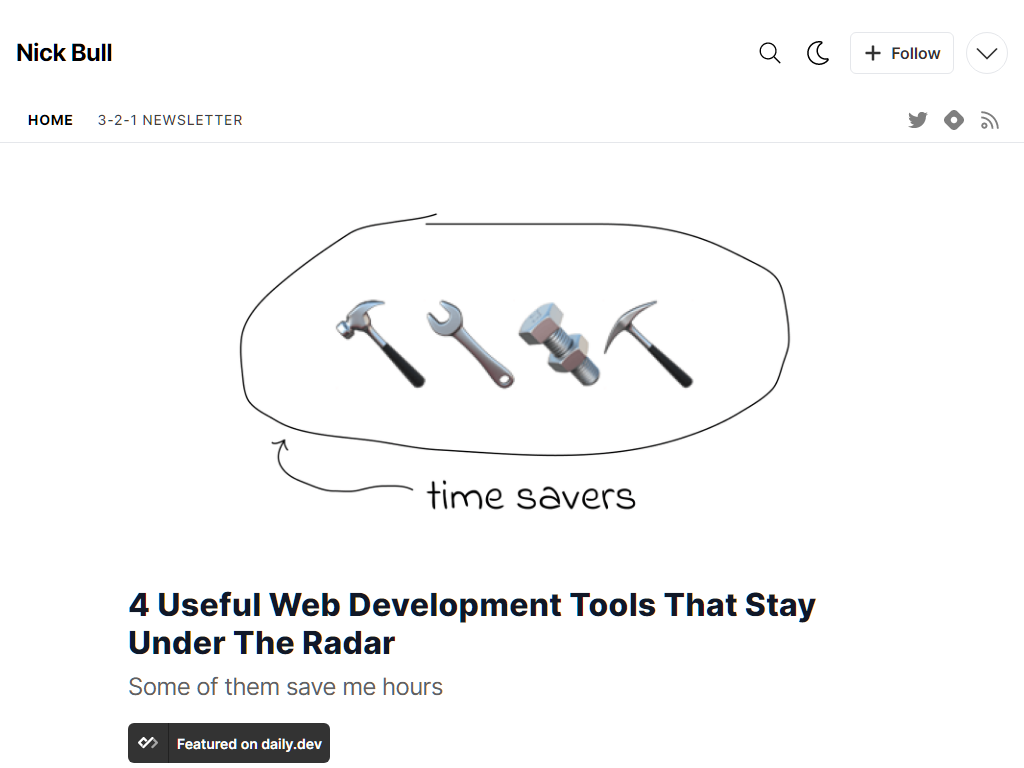 Nick Bull
Follow
HOME
3-2-1 NEWSLETTER
time savers
4 Useful Web Development Tools That Stay
Under The Radar
Some of them save me hours
Featured on daily.dev